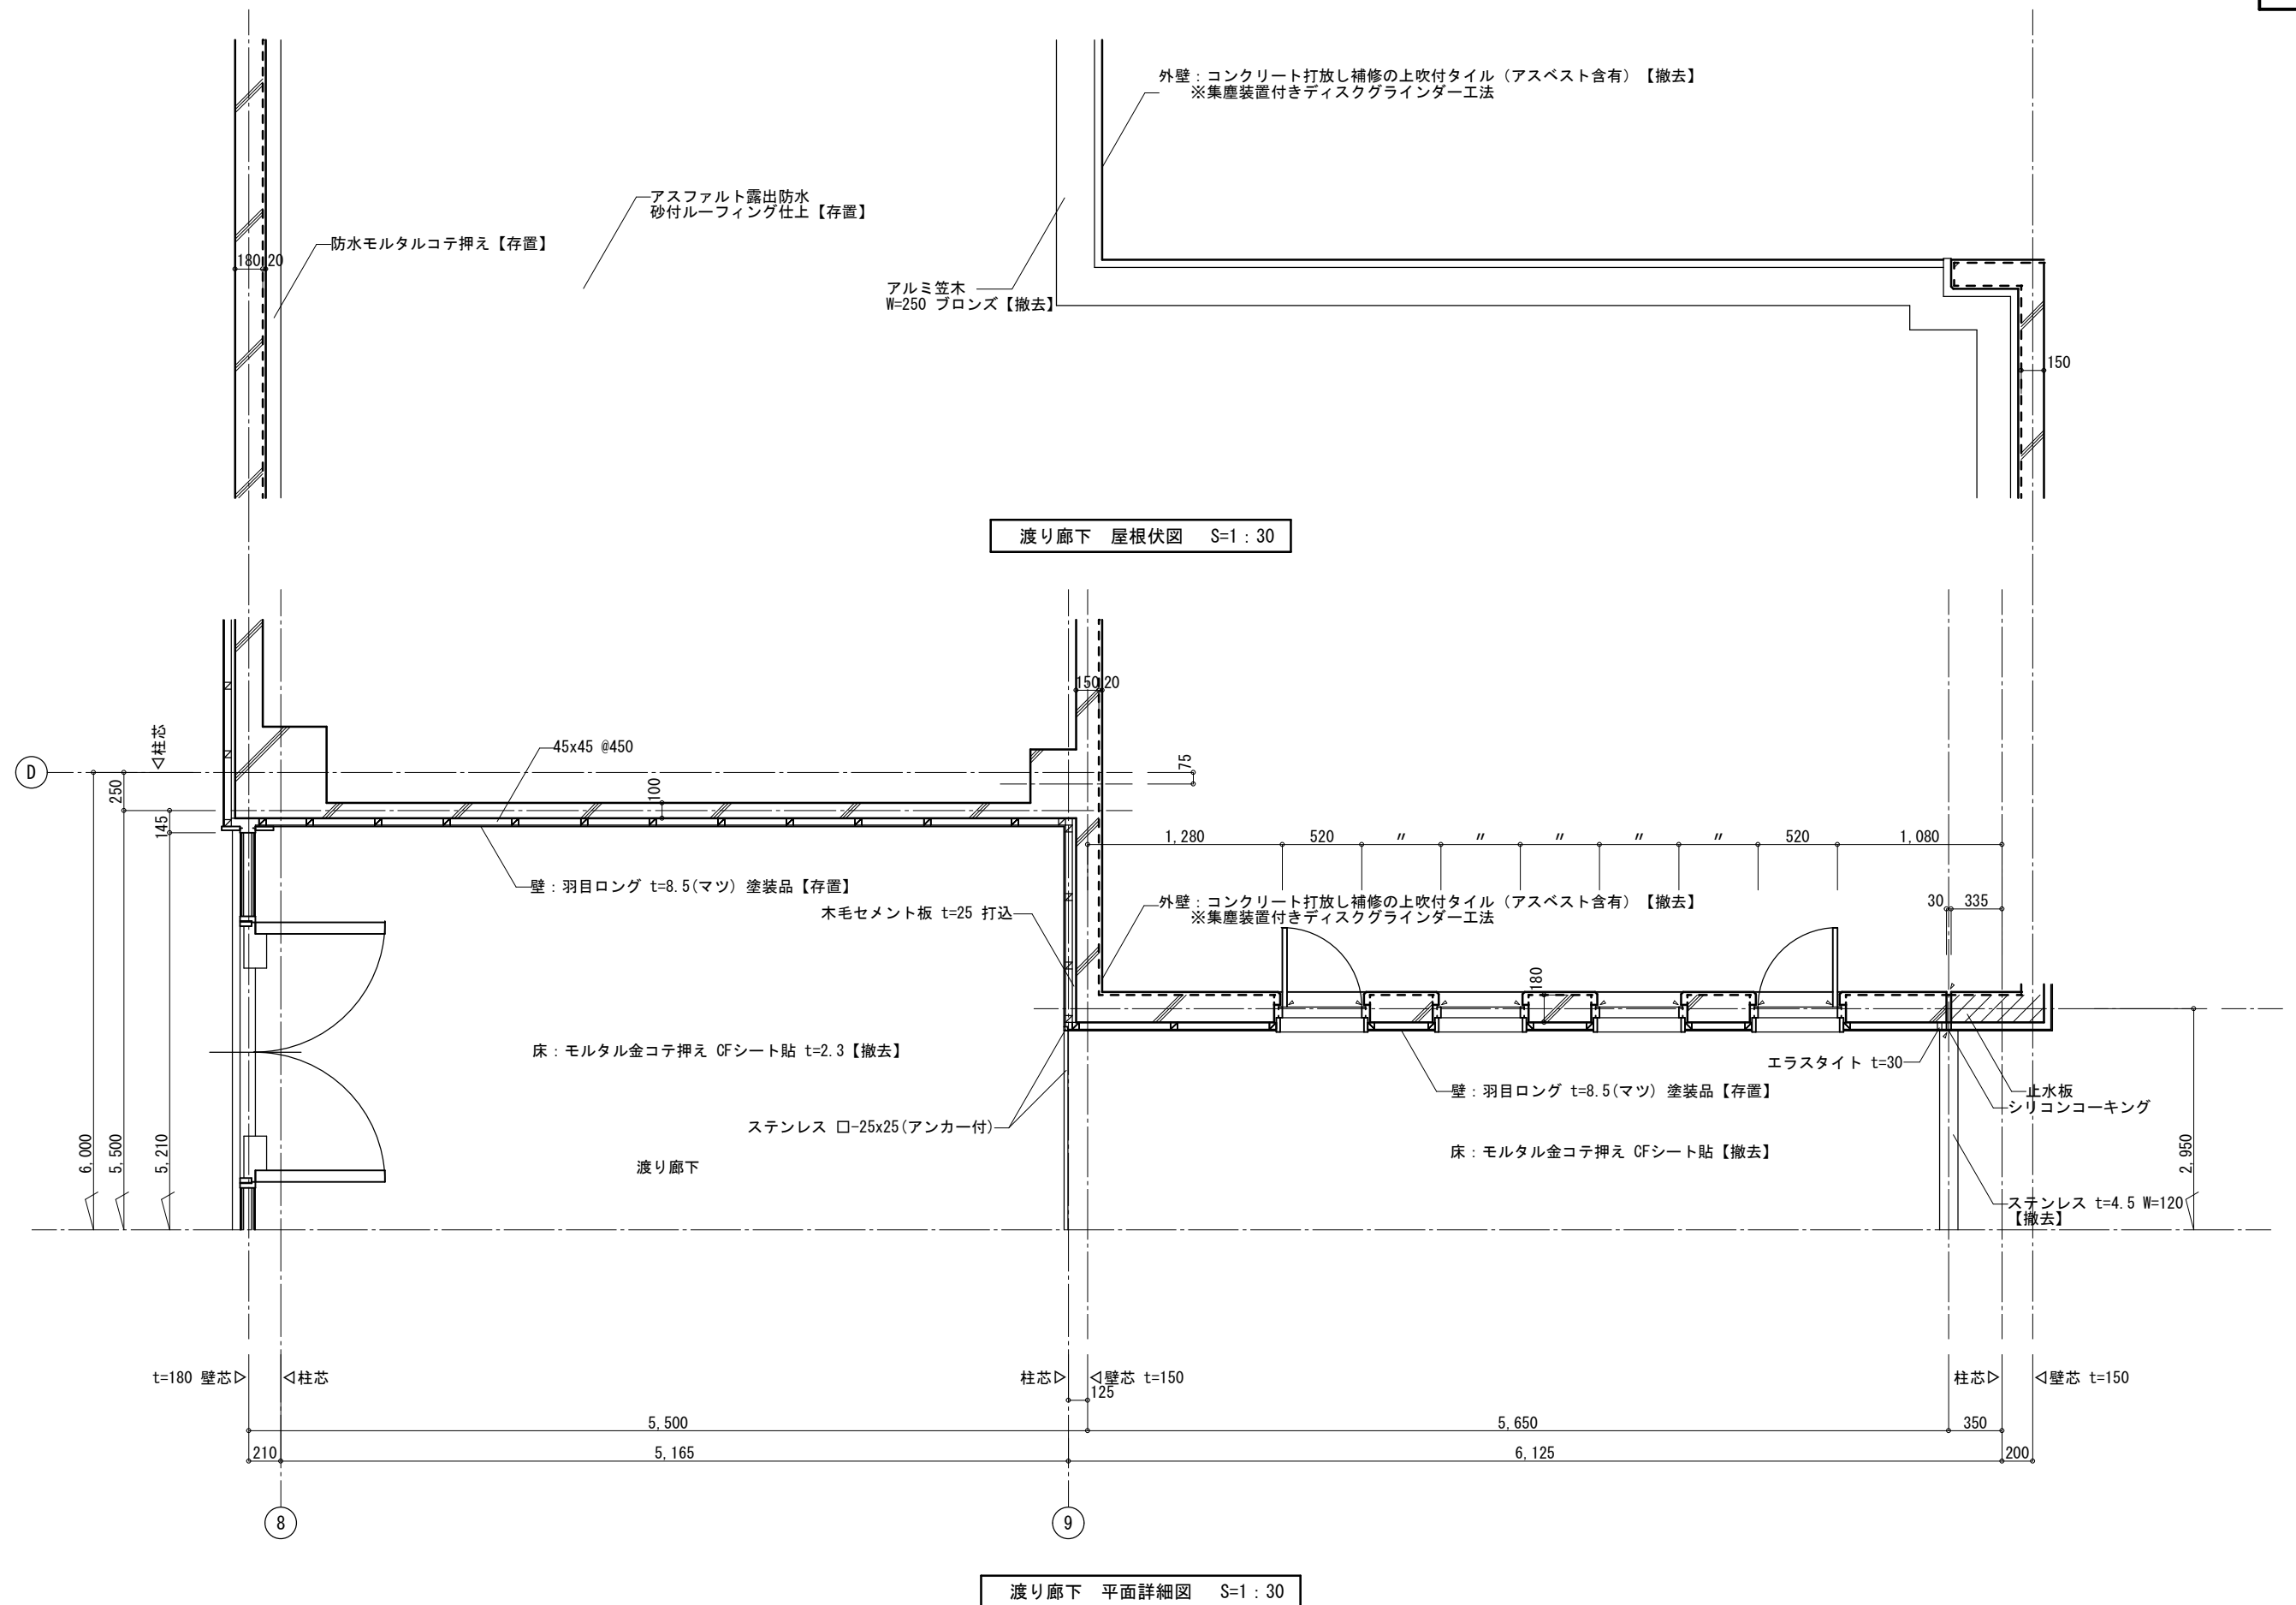 外壁：コンクリート打放し補修の上吹付タイル（アスベスト含有）【撤去】
※集塵装置付きディスクグラインダー工法
アスファルト露出防水
砂付ルーフィング仕上【存置】
防水モルタルコテ押え【存置】
180 20
アルミ笠木
W=250 ブロンズ【撤去】
150
渡り廊下　屋根伏図　S=1：30
150 20
◁柱芯
45x45 @450
D
75
250
100
145
1,280 520 〃 〃 〃 〃 〃 520 1,080
壁：羽目ロング t=8.5(マツ) 塗装品【存置】
木毛セメント板 t=25 打込
外壁：コンクリート打放し補修の上吹付タイル（アスベスト含有）【撤去】
※集塵装置付きディスクグラインダー工法
30 335
180
床：モルタル金コテ押え CFシート貼 t=2.3【撤去】
エラスタイト t=30
壁：羽目ロング t=8.5(マツ) 塗装品【存置】
止水板
シリコンコーキング
ステンレス ロ-25x25(アンカー付)
床：モルタル金コテ押え CFシート貼【撤去】
渡り廊下
6,000
5,500
5,210
2,950
ステンレス t=4.5 W=120
【撤去】
t=180 壁芯▷ ◁柱芯
柱芯▷ ◁壁芯 t=150
柱芯▷ ◁壁芯 t=150
125
5,500 5,650 350
210 5,165 6,125 200
8 9
渡り廊下　平面詳細図　S=1：30